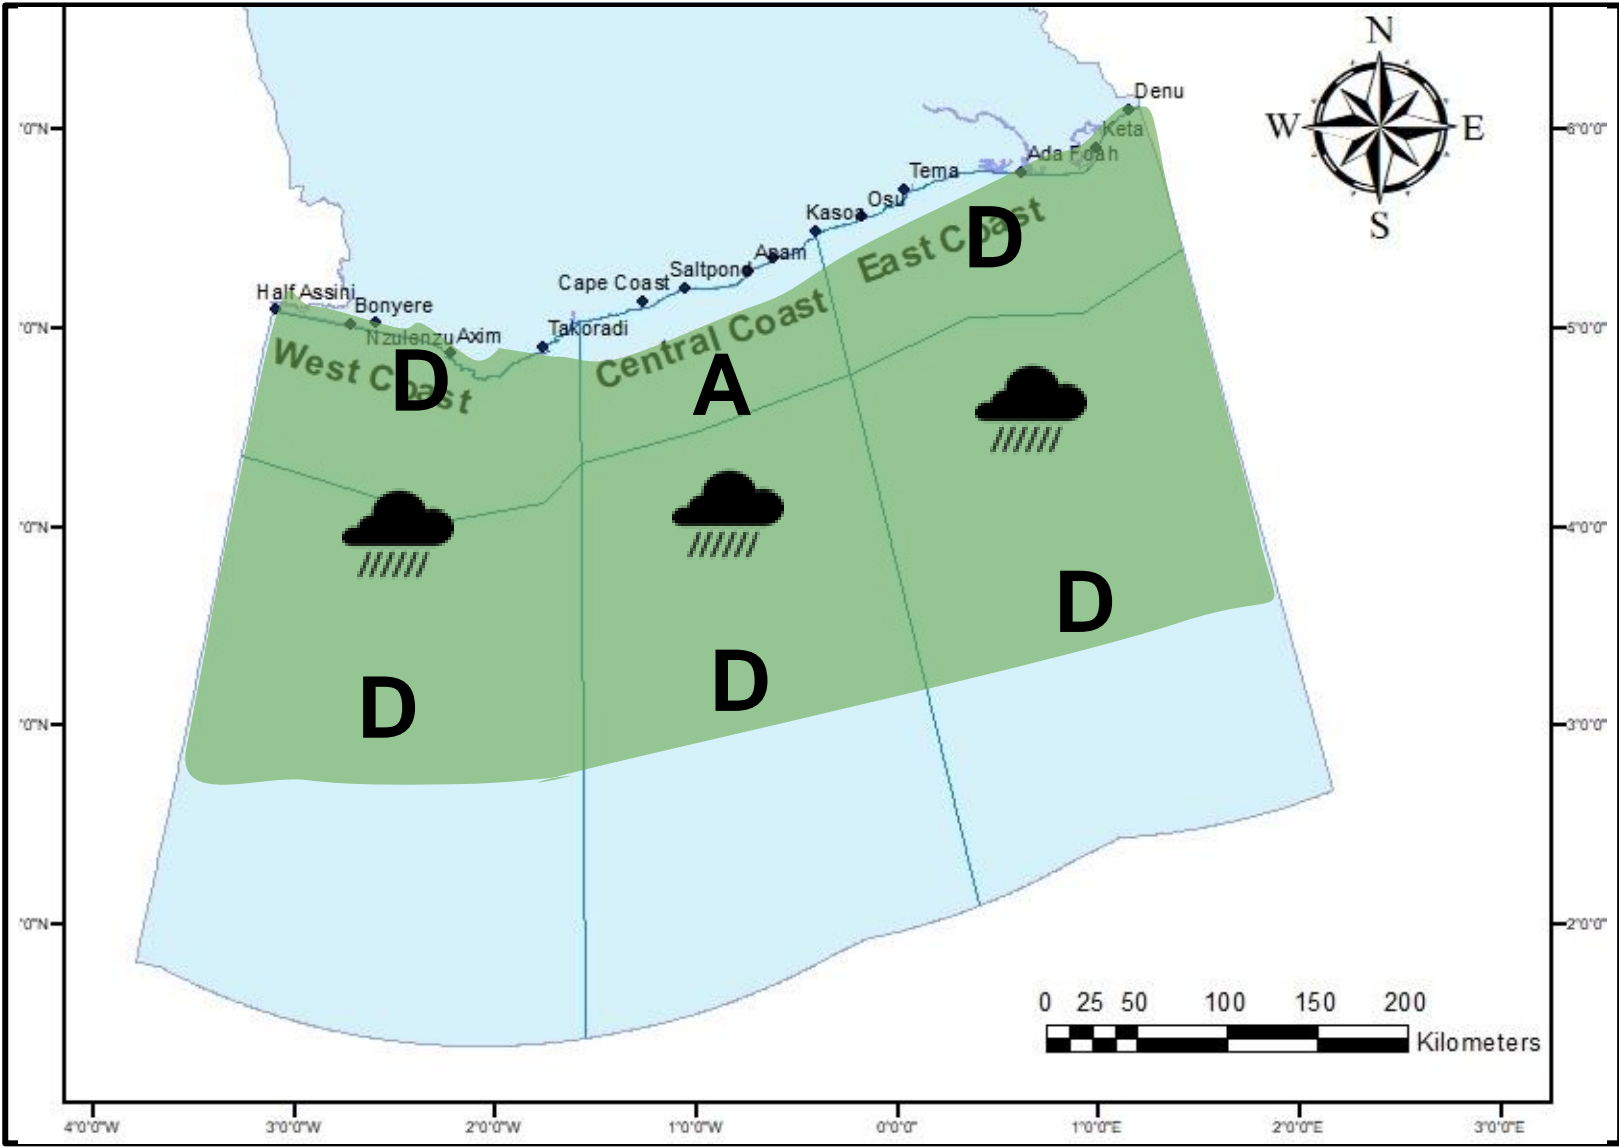 N
W
E
S
Denu
6°0'0"
Keta
Ada Foah
Tema
Osu
Kasoa
East Coast
D
Apam
Saltpond
Cape Coast
Half Assini
Bonyere
Takoradi
5°0'0"
Nzulenzu
Axim
West Coast
Central Coast
D
A
4°0'0"
D
D
D
3°0'0"
2°0'0"
0 25 50 100 150 200
Kilometers
4°0'0"W 3°0'0"W 2°0'0"W 1°0'0"W 0°0'0" 1°0'0"E 2°0'0"E 3°0'0"E